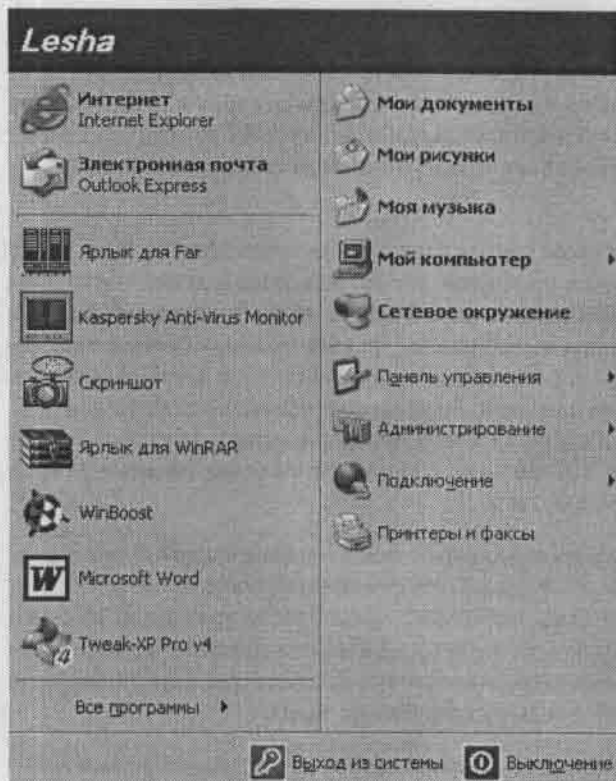 Lesha
Интернет
Internet Explorer
Электронная почта
Outlook Express
Ярлык для Far
Kaspersky Anti-Virus Monitor
Скриншот
Ярлык для WinRAR
WinBoost
Microsoft Word
Tweak-XP Pro v4
Все программы
Мои документы
Мои рисунки
Моя музыка
Мой компьютер
Сетевое окружение
Панель управления
Администрирование
Подключение
Принтеры и факсы
Выход из системы
Выключение